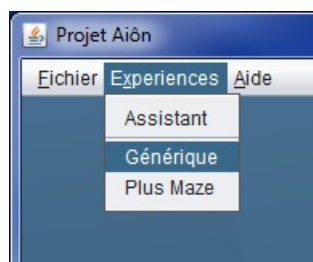 Projet Aiôn
Fichier Experiences Aide
Assistant
Générique
Plus Maze